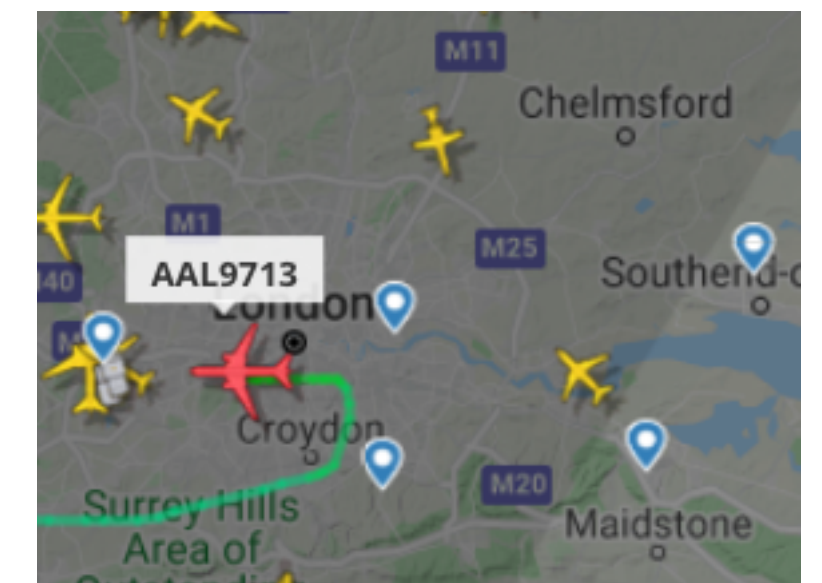 M11
Chelmsford
M1
M25
AAL9713
Southend-o
London
Croydon
M20
Surrey Hills
Area of
Maidstone